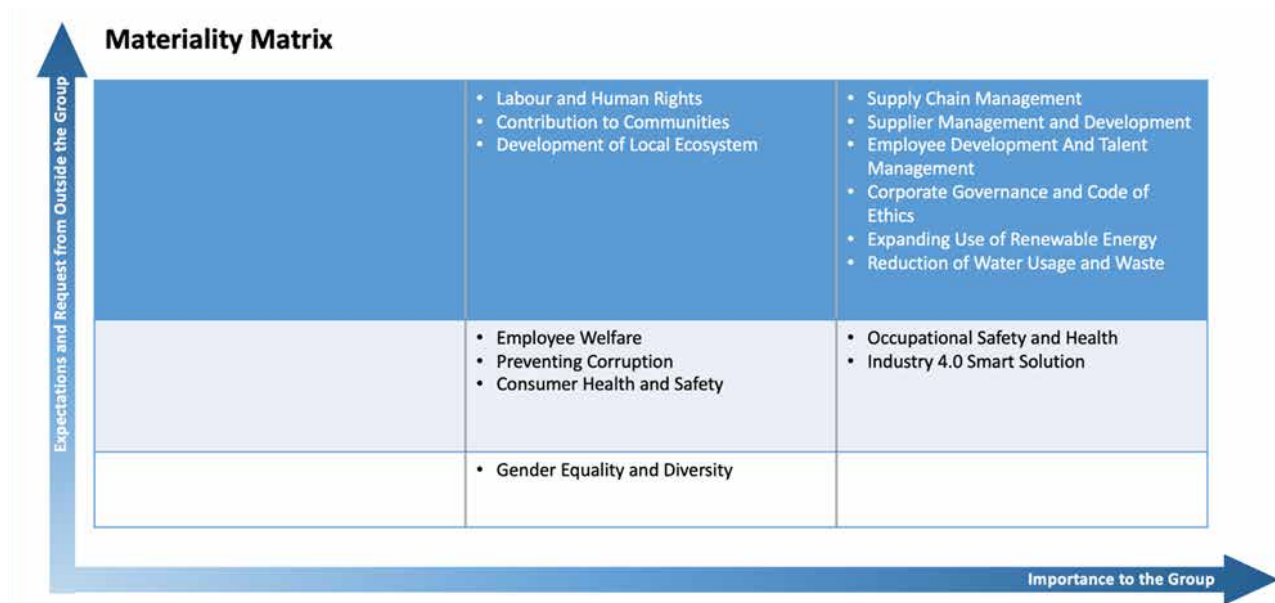 Materiality Matrix
Expectations and Request from Outside the Group
• Labour and Human Rights
• Contribution to Communities
• Development of Local Ecosystem
• Supply Chain Management
• Supplier Management and Development
• Employee Development And Talent
Management
• Corporate Governance and Code of
Ethics
• Expanding Use of Renewable Energy
• Reduction of Water Usage and Waste
• Employee Welfare
• Preventing Corruption
• Consumer Health and Safety
• Occupational Safety and Health
• Industry 4.0 Smart Solution
• Gender Equality and Diversity
Importance to the Group